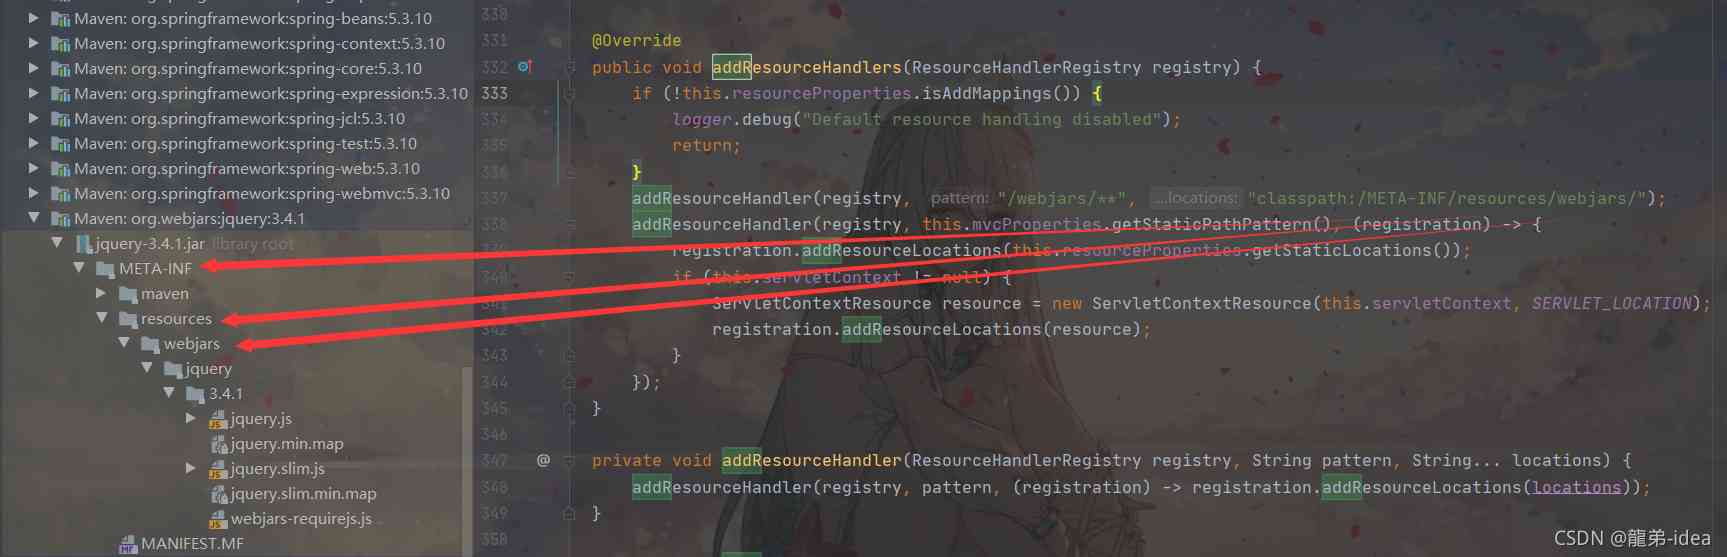 Maven: org.springframework:spring-beans:5.3.10
Maven: org.springframework:spring-context:5.3.10
Maven: org.springframework:spring-core:5.3.10
Maven: org.springframework:spring-expression:5.3.10
Maven: org.springframework:spring-jcl:5.3.10
Maven: org.springframework:spring-test:5.3.10
Maven: org.springframework:spring-web:5.3.10
Maven: org.springframework:spring-webmvc:5.3.10
Maven: org.webjars:jquery:3.4.1
jquery-3.4.1.jar library root
META-INF
maven
resources
webjars
jquery
3.4.1
jquery.js
jquery.min.map
jquery.slim.js
jquery.slim.min.map
webjars-requirejs.js
MANIFEST.MF
330
331 @Override
332 public void addResourceHandlers(ResourceHandlerRegistry registry) {
333 if (!this.resourceProperties.isAddMappings()) {
334 logger.debug("Default resource handling disabled");
335 return;
336 }
337 addResourceHandler(registry, pattern: "/webjars/**", ...locations: "classpath:/META-INF/resources/webjars/");
338 addResourceHandler(registry, this.mvcProperties.getStaticPathPattern(), (registration) -> {
339 registration.addResourceLocations(this.resourceProperties.getStaticLocations());
340 if (this.servletContext != null) {
341 ServletContextResource resource = new ServletContextResource(this.servletContext, SERVLET_LOCATION);
342 registration.addResourceLocations(resource);
343 }
344 });
345 }
346
347 @ private void addResourceHandler(ResourceHandlerRegistry registry, String pattern, String... locations) {
348 addResourceHandler(registry, pattern, (registration) -> registration.addResourceLocations(locations));
349 }
350
CSDN @龍弟-idea